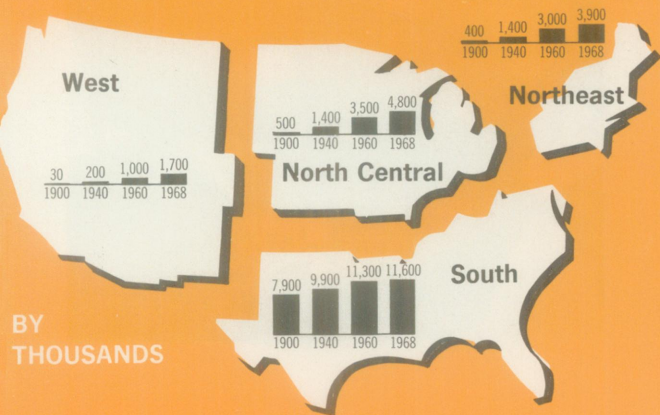 West
30 200 1,000 1,700
1900 1940 1960 1968
500 1,400 3,500 4,800
1900 1940 1960 1968
North Central
400 1,400 3,000 3,900
1900 1940 1960 1968
Northeast
7,900 9,900 11,300 11,600
1900 1940 1960 1968
South
BY
THOUSANDS